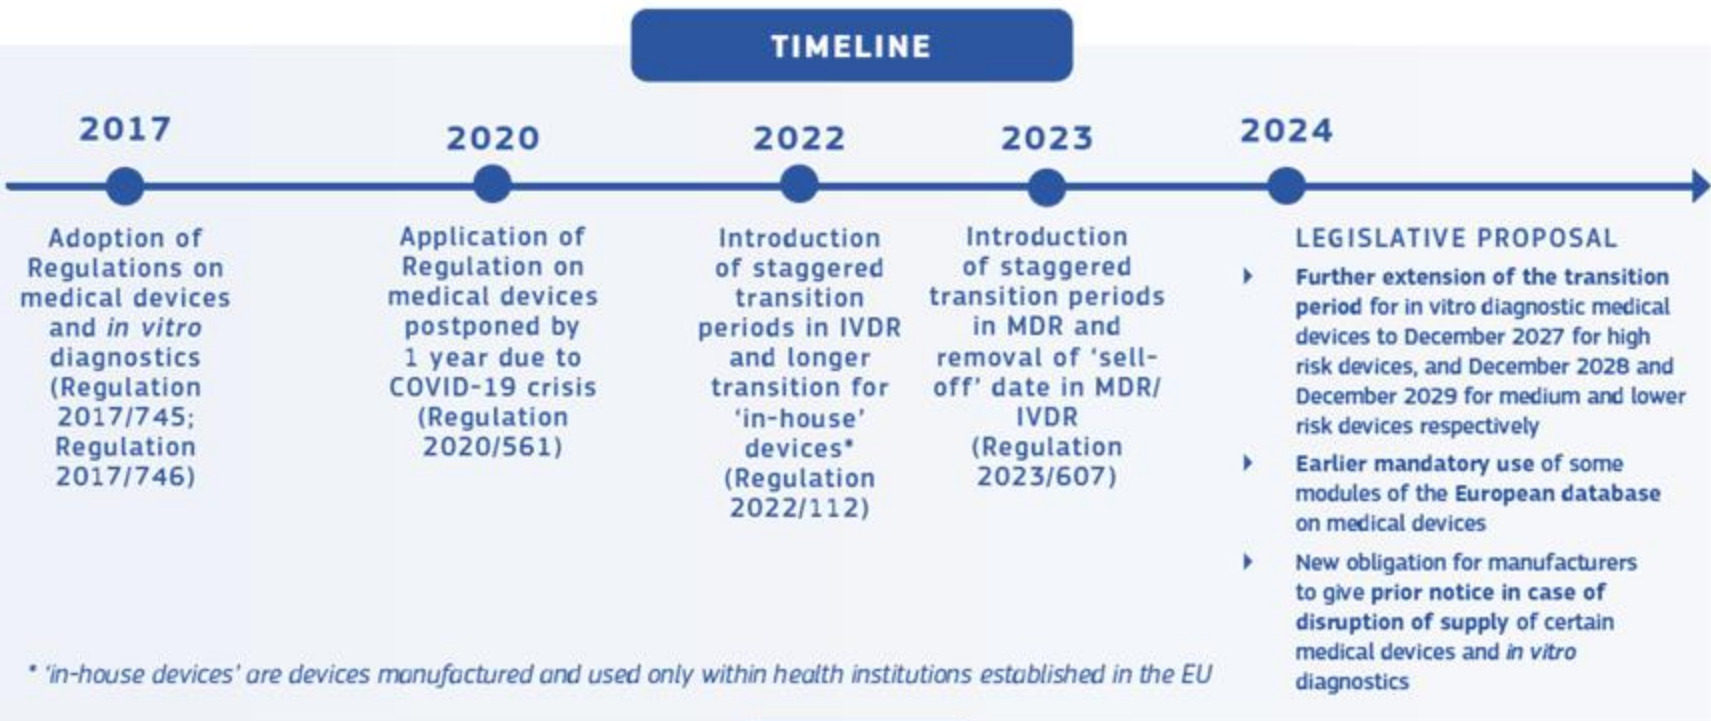 TIMELINE
2017
Adoption of
Regulations on
medical devices
and in vitro
diagnostics
(Regulation
2017/745;
Regulation
2017/746)
2020
Application of
Regulation on
medical devices
postponed by
1 year due to
COVID-19 crisis
(Regulation
2020/561)
2022
Introduction
of staggered
transition
periods in IVDR
and longer
transition for
‘in-house’
devices*
(Regulation
2022/112)
2023
Introduction
of staggered
transition periods
in MDR and
removal of ‘sell-
off’ date in MDR/
IVDR
(Regulation
2023/607)
2024
LEGISLATIVE PROPOSAL
Further extension of the transition
period for in vitro diagnostic medical
devices to December 2027 for high
risk devices, and December 2028 and
December 2029 for medium and lower
risk devices respectively
Earlier mandatory use of some
modules of the European database
on medical devices
New obligation for manufacturers
to give prior notice in case of
disruption of supply of certain
medical devices and in vitro
diagnostics
* ‘in-house devices’ are devices manufactured and used only within health institutions established in the EU